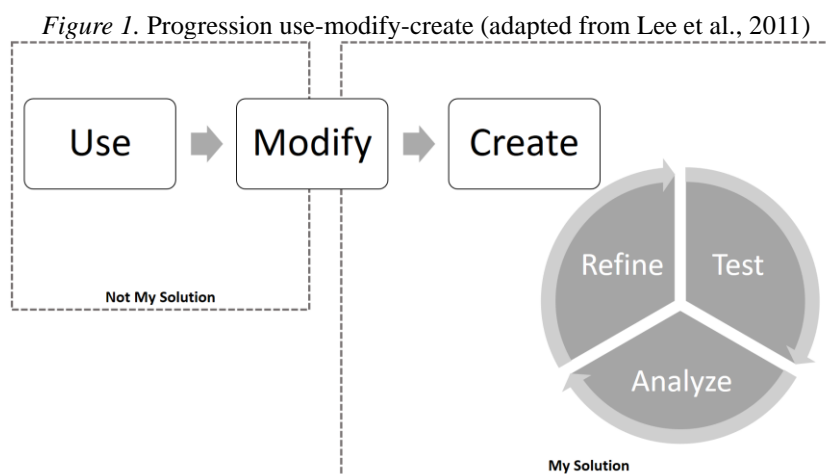 Figure 1. Progression use-modify-create (adapted from Lee et al., 2011)
Use
Modify
Create
Refine
Test
Analyze
Not My Solution
My Solution